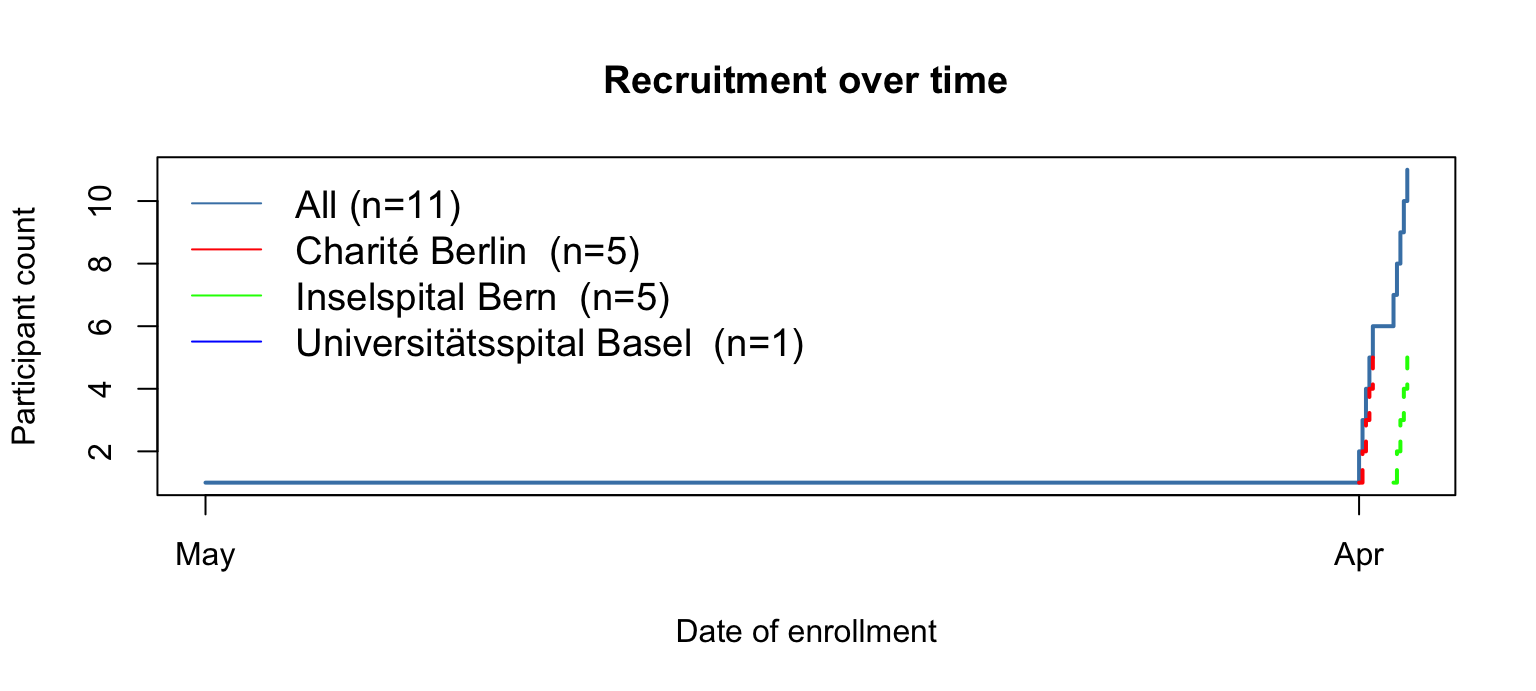 Recruitment over time
Participant count
10
8
6
4
2
All (n=11)
Charité Berlin  (n=5)
Inselspital Bern  (n=5)
Universitätsspital Basel  (n=1)
May
Apr
Date of enrollment